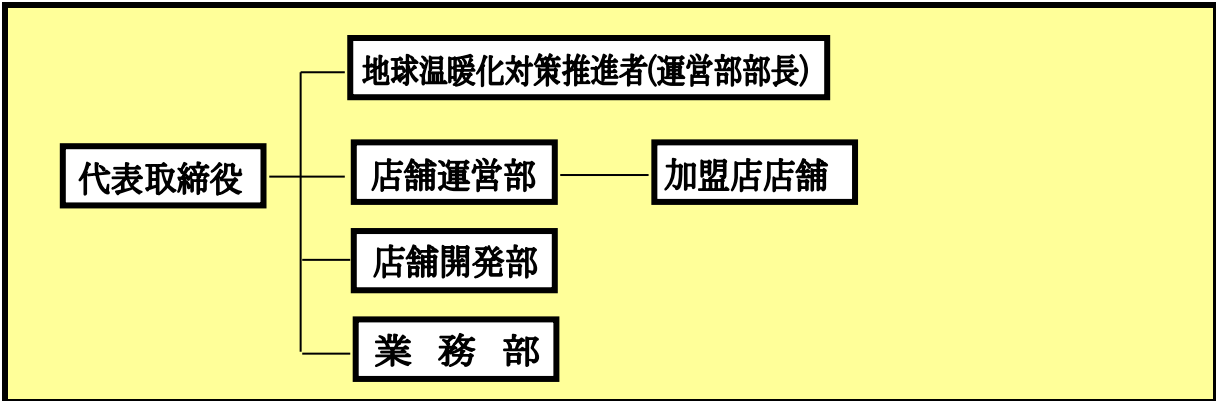 地球温暖化対策推進者(運営部部長)
代表取締役
店舗運営部
加盟店店舗
店舗開発部
業 務 部